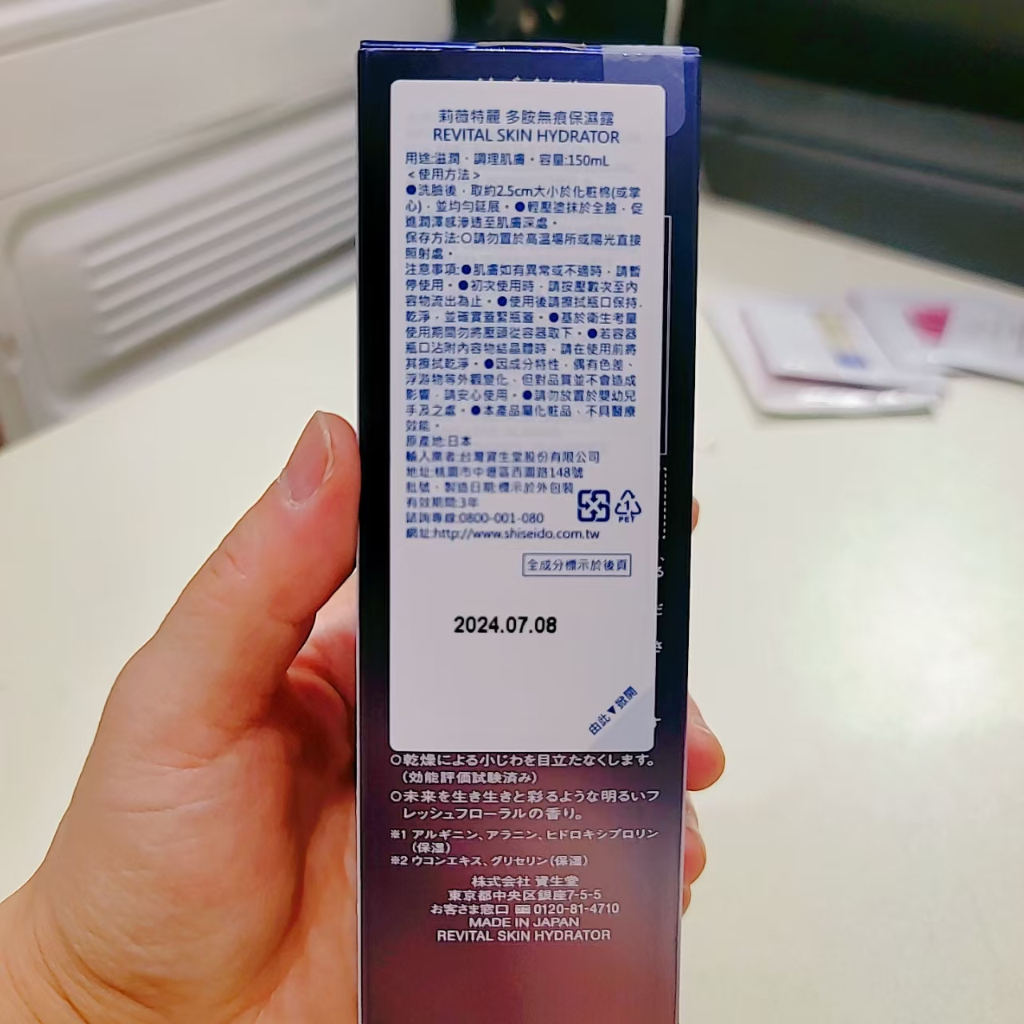 莉薇特麗 多胺無痕保濕露
REVITAL SKIN HYDRATOR
用途:滋潤、調理肌膚。容量:150mL
＜使用方法＞
●洗臉後，取約2.5cm大小於化粧棉(或掌
心)，並均勻延展。●輕壓塗抹於全臉，促
進潤澤感滲透至肌膚深處。
保存方法:○請勿置於高溫場所或陽光直接
照射處。
注意事項:●肌膚如有異常或不適時，請暫
停使用。●初次使用時，請按壓數次至內
容物流出為止。●使用後請擦拭瓶口保持
乾淨，並確實蓋緊瓶蓋。●基於衛生考量
使用期間勿將壓頭從容器取下。●若容器
瓶口沾附內容物結晶體時，請在使用前將
其擦拭乾淨。●因成分特性，偶有色差、
浮游物等外觀變化，但對品質並不會造成
影響，請安心使用。●請勿放置於嬰幼兒
手及之處。●本產品屬化粧品，不具醫療
效能。
原產地:日本
輸入業者:台灣資生堂股份有限公司
地址:桃園市中壢區西園路148號
批號、製造日期:標示於外包裝
有效期間:3年
諮詢專線:0800-001-080
網址:http://www.shiseido.com.tw
1
PET
全成分標示於後頁
2024.07.08
由此▼掀開
○乾燥による小じわを目立たなくします。
（効能評価試験済み）
○未来を生き生きと彩るような明るいフ
レッシュフローラルの香り。
※1 アルギニン、アラニン、ヒドロキシプロリン
（保湿）
※2 ウコンエキス、グリセリン（保湿）
株式会社 資生堂
東京都中央区銀座7-5-5
お客さま窓口 0120-81-4710
MADE IN JAPAN
REVITAL SKIN HYDRATOR